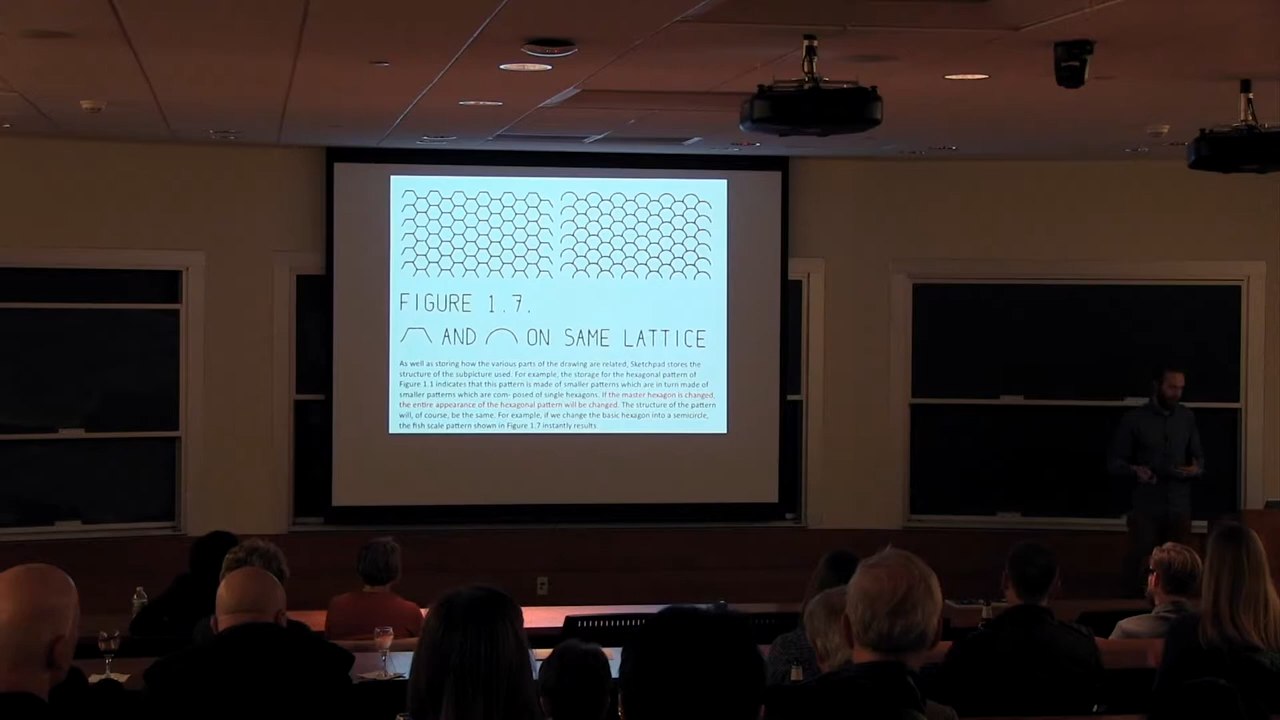 FIGURE 1.7.
AND ON SAME LATTICE
As well as storing how the various parts of the drawing are related, Sketchpad stores the
structure of the subpicture used. For example, the storage for the hexagonal pattern of
Figure 1.1 indicates that this pattern is made of smaller patterns which are in turn made of
smaller patterns which are com- posed of single hexagons. If the master hexagon is changed,
the entire appearance of the hexagonal pattern will be changed. The structure of the pattern
will, of course, be the same. For example, if we change the basic hexagon into a semicircle,
the fish scale pattern shown in Figure 1.7 instantly results.